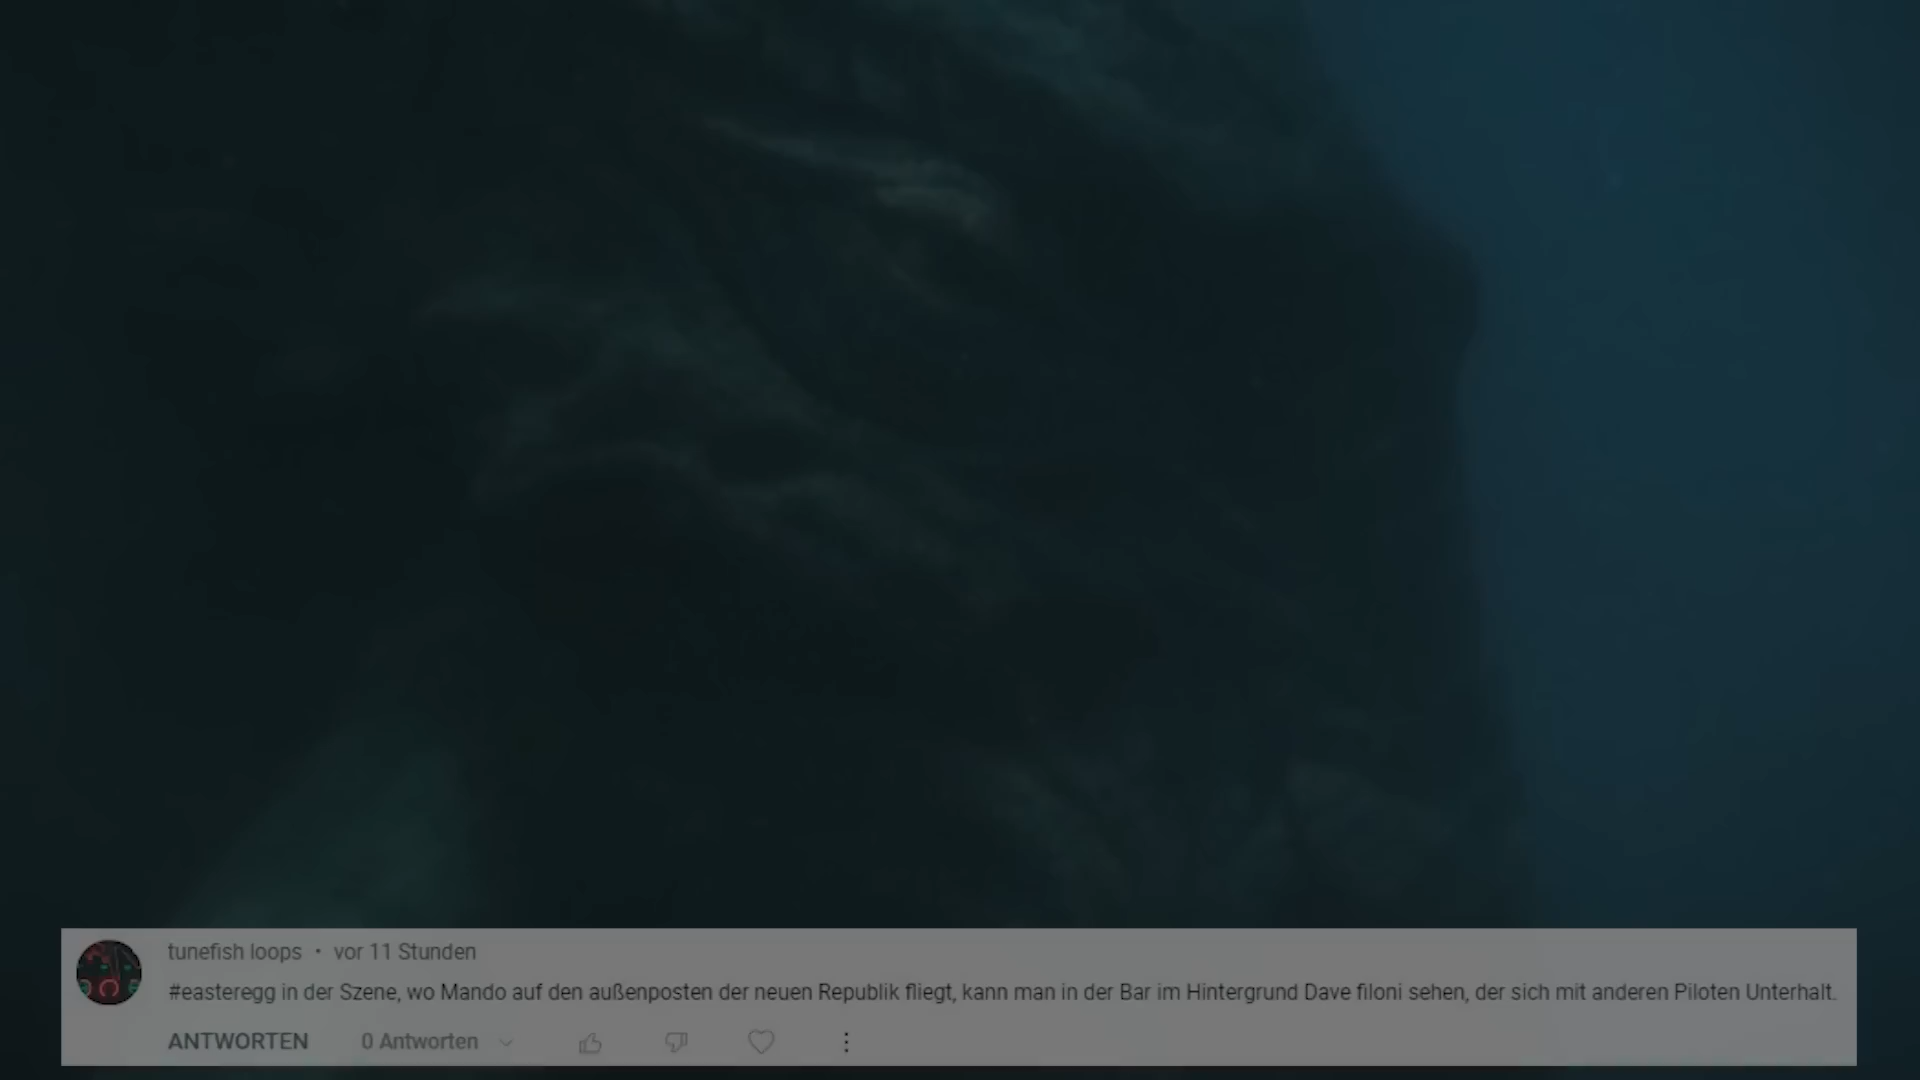 tunefish loops • vor 11 Stunden
#easteregg in der Szene, wo Mando auf den außenposten der neuen Republik fliegt, kann man in der Bar im Hintergrund Dave filoni sehen, der sich mit anderen Piloten Unterhalt.
ANTWORTEN 0 Antworten